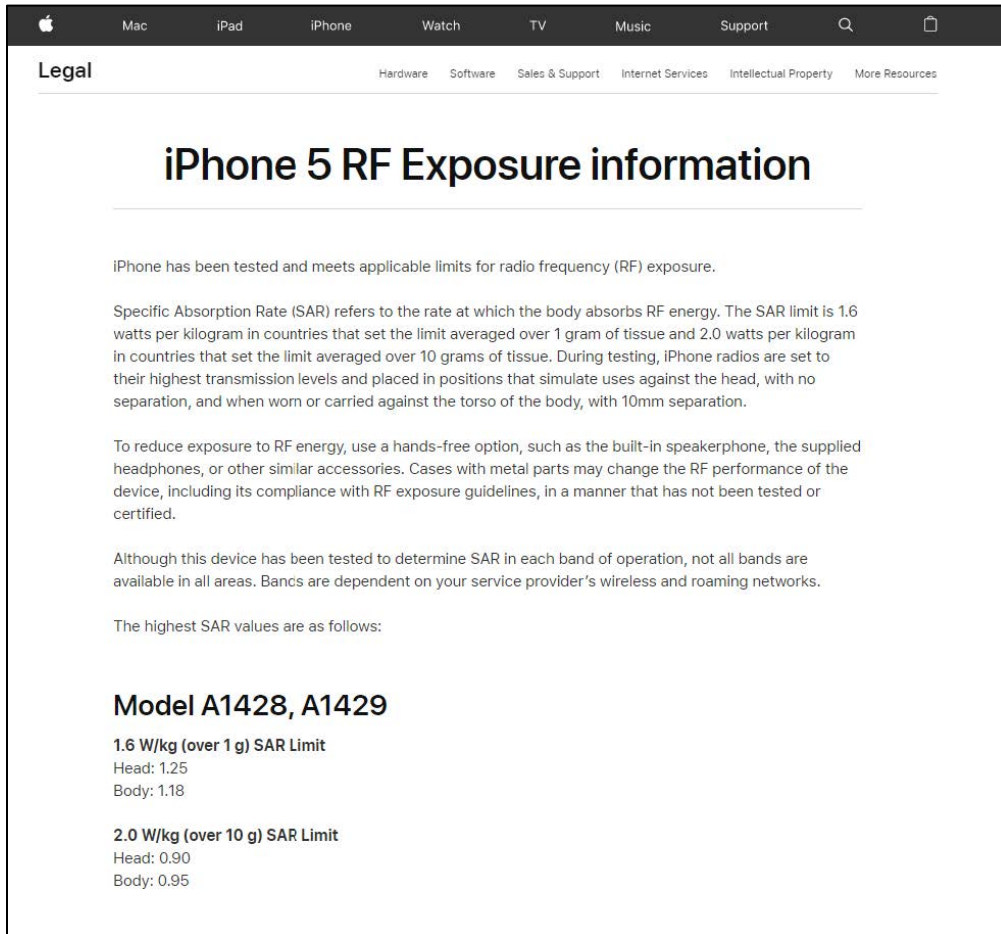 Mac iPad iPhone Watch TV Music Support
Legal Hardware Software Sales & Support Internet Services Intellectual Property More Resources
iPhone 5 RF Exposure information
iPhone has been tested and meets applicable limits for radio frequency (RF) exposure.
Specific Absorption Rate (SAR) refers to the rate at which the body absorbs RF energy. The SAR limit is 1.6
watts per kilogram in countries that set the limit averaged over 1 gram of tissue and 2.0 watts per kilogram
in countries that set the limit averaged over 10 grams of tissue. During testing, iPhone radios are set to
their highest transmission levels and placed in positions that simulate uses against the head, with no
separation, and when worn or carried against the torso of the body, with 10mm separation.
To reduce exposure to RF energy, use a hands-free option, such as the built-in speakerphone, the supplied
headphones, or other similar accessories. Cases with metal parts may change the RF performance of the
device, including its compliance with RF exposure guidelines, in a manner that has not been tested or
certified.
Although this device has been tested to determine SAR in each band of operation, not all bands are
available in all areas. Bands are dependent on your service provider’s wireless and roaming networks.
The highest SAR values are as follows:
Model A1428, A1429
1.6 W/kg (over 1 g) SAR Limit
Head: 1.25
Body: 1.18
2.0 W/kg (over 10 g) SAR Limit
Head: 0.90
Body: 0.95